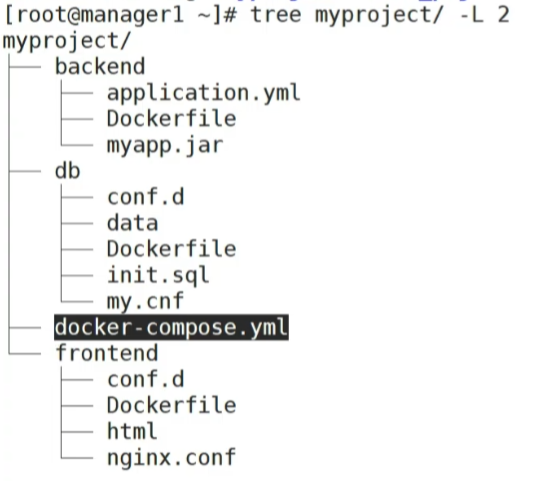 [root@manager1 ~]# tree myproject/ -L 2
myproject/
├── backend
│   ├── application.yml
│   ├── Dockerfile
│   └── myapp.jar
├── db
│   ├── conf.d
│   ├── data
│   ├── Dockerfile
│   ├── init.sql
│   └── my.cnf
├── docker-compose.yml
└── frontend
    ├── conf.d
    ├── Dockerfile
    ├── html
    └── nginx.conf